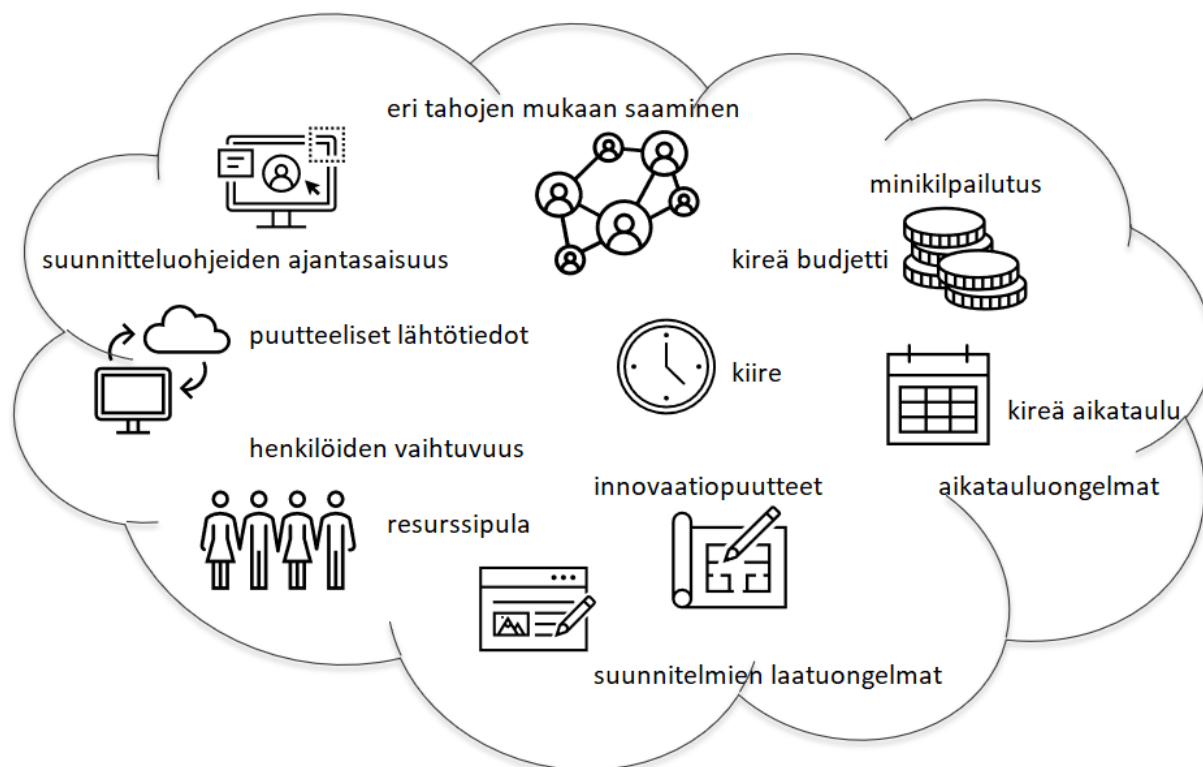 eri tahojen mukaan saaminen
minikilpailutus
suunnitteluohjeiden ajantasaisuus
kireä budjetti
puutteeliset lähtötiedot
kiire
kireä aikataulu
henkilöiden vaihtuvuus
innovaatiopuutteet
aikatauluongelmat
resurssipula
suunnitelmien laatuongelmat